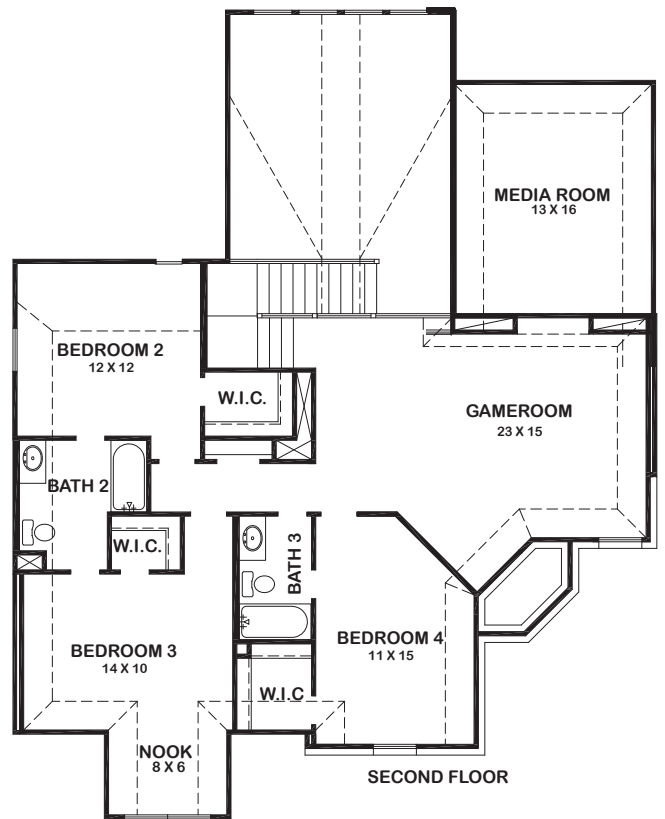 MEDIA ROOM
13 X 16
BEDROOM 2
12 X 12
W.I.C.
GAMEROOM
23 X 15
BATH 2
W.I.C.
BATH 3
BEDROOM 3
14 X 10
BEDROOM 4
11 X 15
W.I.C
NOOK
8 X 6
SECOND FLOOR